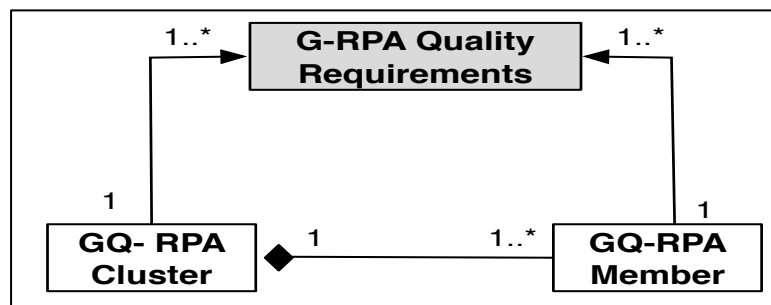 1..*
G-RPA Quality
Requirements
1..*
1
GQ- RPA
Cluster
1
1..*
1
GQ-RPA
Member